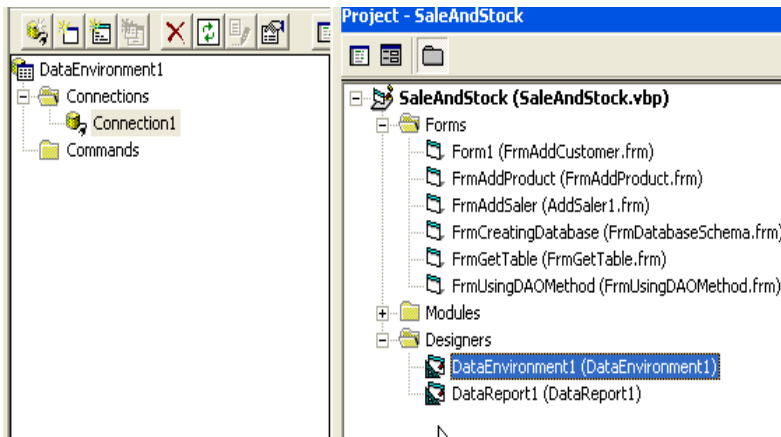 DataEnvironment1
Connections
Connection1
Commands
Project - SaleAndStock
SaleAndStock (SaleAndStock.vbp)
Forms
Form1 (FrmAddCustomer.frm)
FrmAddProduct (FrmAddProduct.frm)
FrmAddSaler (AddSaler1.frm)
FrmCreatingDatabase (FrmDatabaseSchema.frm)
FrmGetTable (FrmGetTable.frm)
FrmUsingDAOMethod (FrmUsingDAOMethod.frm)
Modules
Designers
DataEnvironment1 (DataEnvironment1)
DataReport1 (DataReport1)